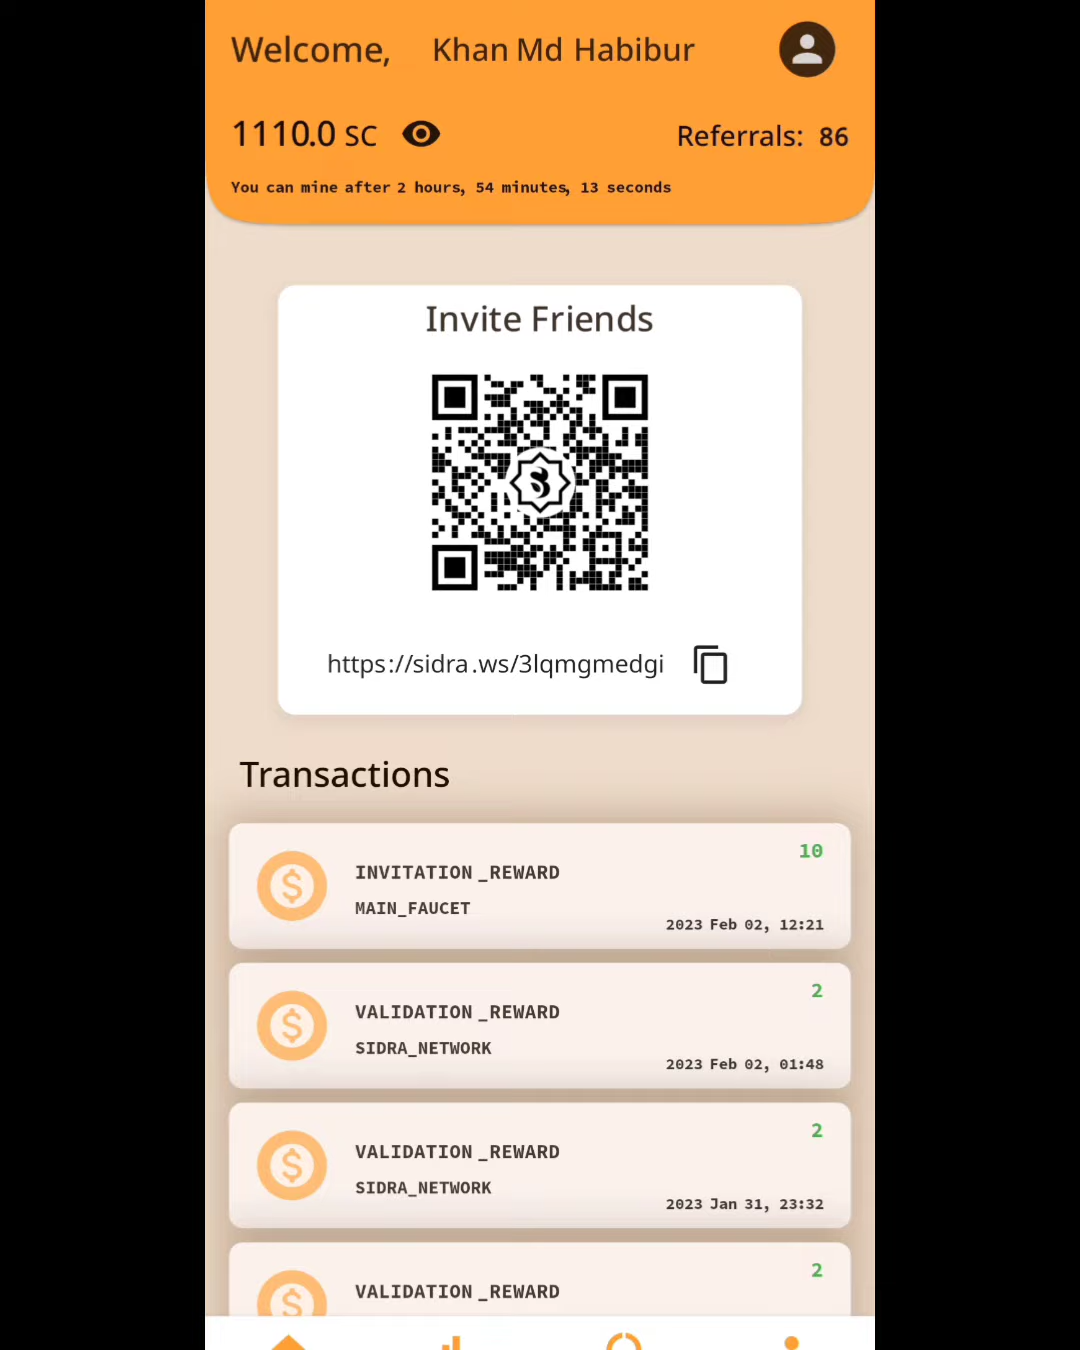 Welcome, Khan Md Habibur
1110.0 SC Referrals: 86
You can mine after 2 hours, 54 minutes, 13 seconds
Invite Friends
https://sidra.ws/3lqmgmedgi
Transactions
10
INVITATION_REWARD
MAIN_FAUCET
2023 Feb 02, 12:21
2
VALIDATION_REWARD
SIDRA_NETWORK
2023 Feb 02, 01:48
2
VALIDATION_REWARD
SIDRA_NETWORK
2023 Jan 31, 23:32
2
VALIDATION_REWARD